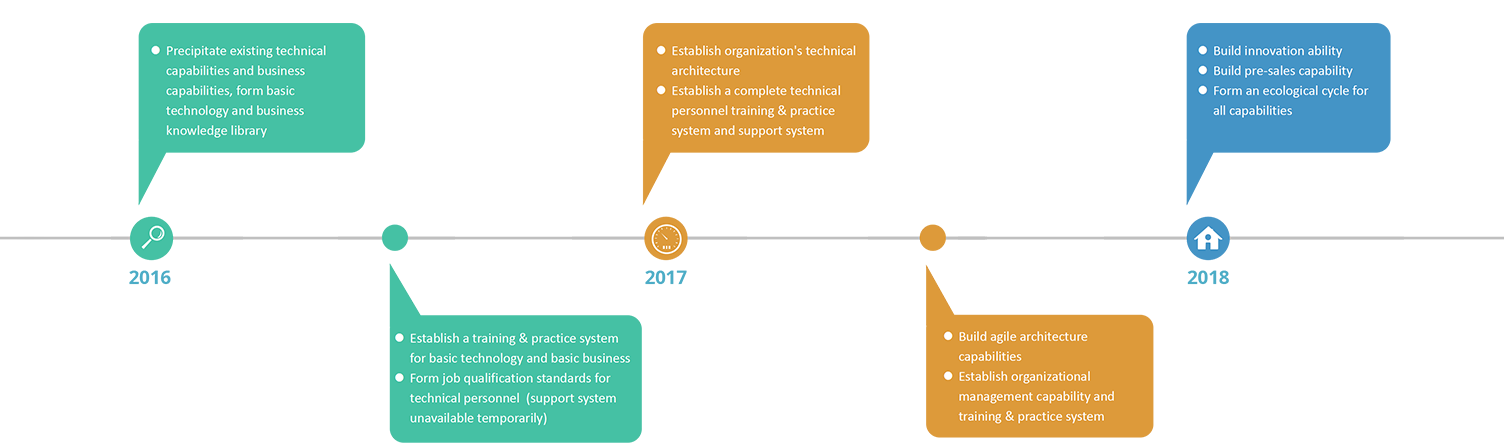 Precipitate existing technical
capabilities and business
capabilities, form basic
technology and business
knowledge library
Establish organization's technical
architecture
Establish a complete technical
personnel training & practice
system and support system
Build innovation ability
Build pre-sales capability
Form an ecological cycle for
all capabilities
2016
2017
2018
Establish a training & practice system
for basic technology and basic business
Form job qualification standards for
technical personnel (support system
unavailable temporarily)
Build agile architecture
capabilities
Establish organizational
management capability and
training & practice system